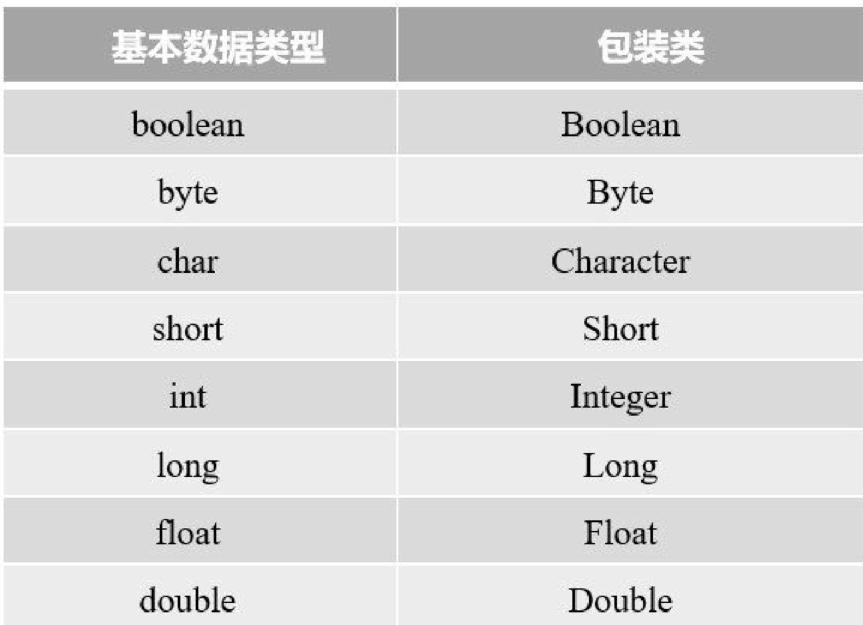 基本数据类型 包装类
boolean Boolean
byte Byte
char Character
short Short
int Integer
long Long
float Float
double Double